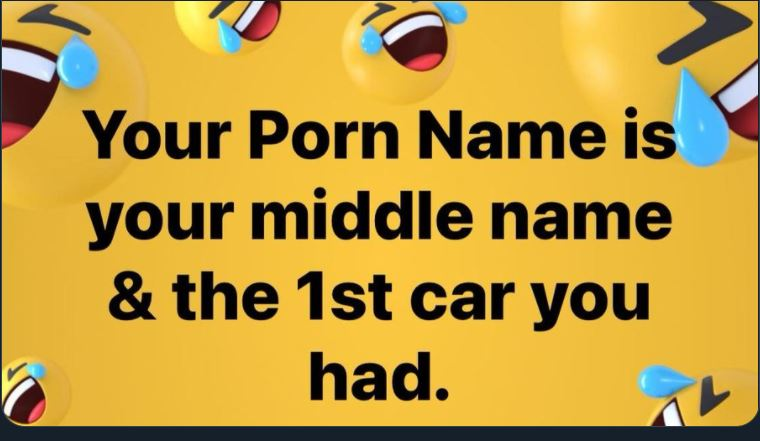 Your Porn Name is
your middle name
& the 1st car you
had.